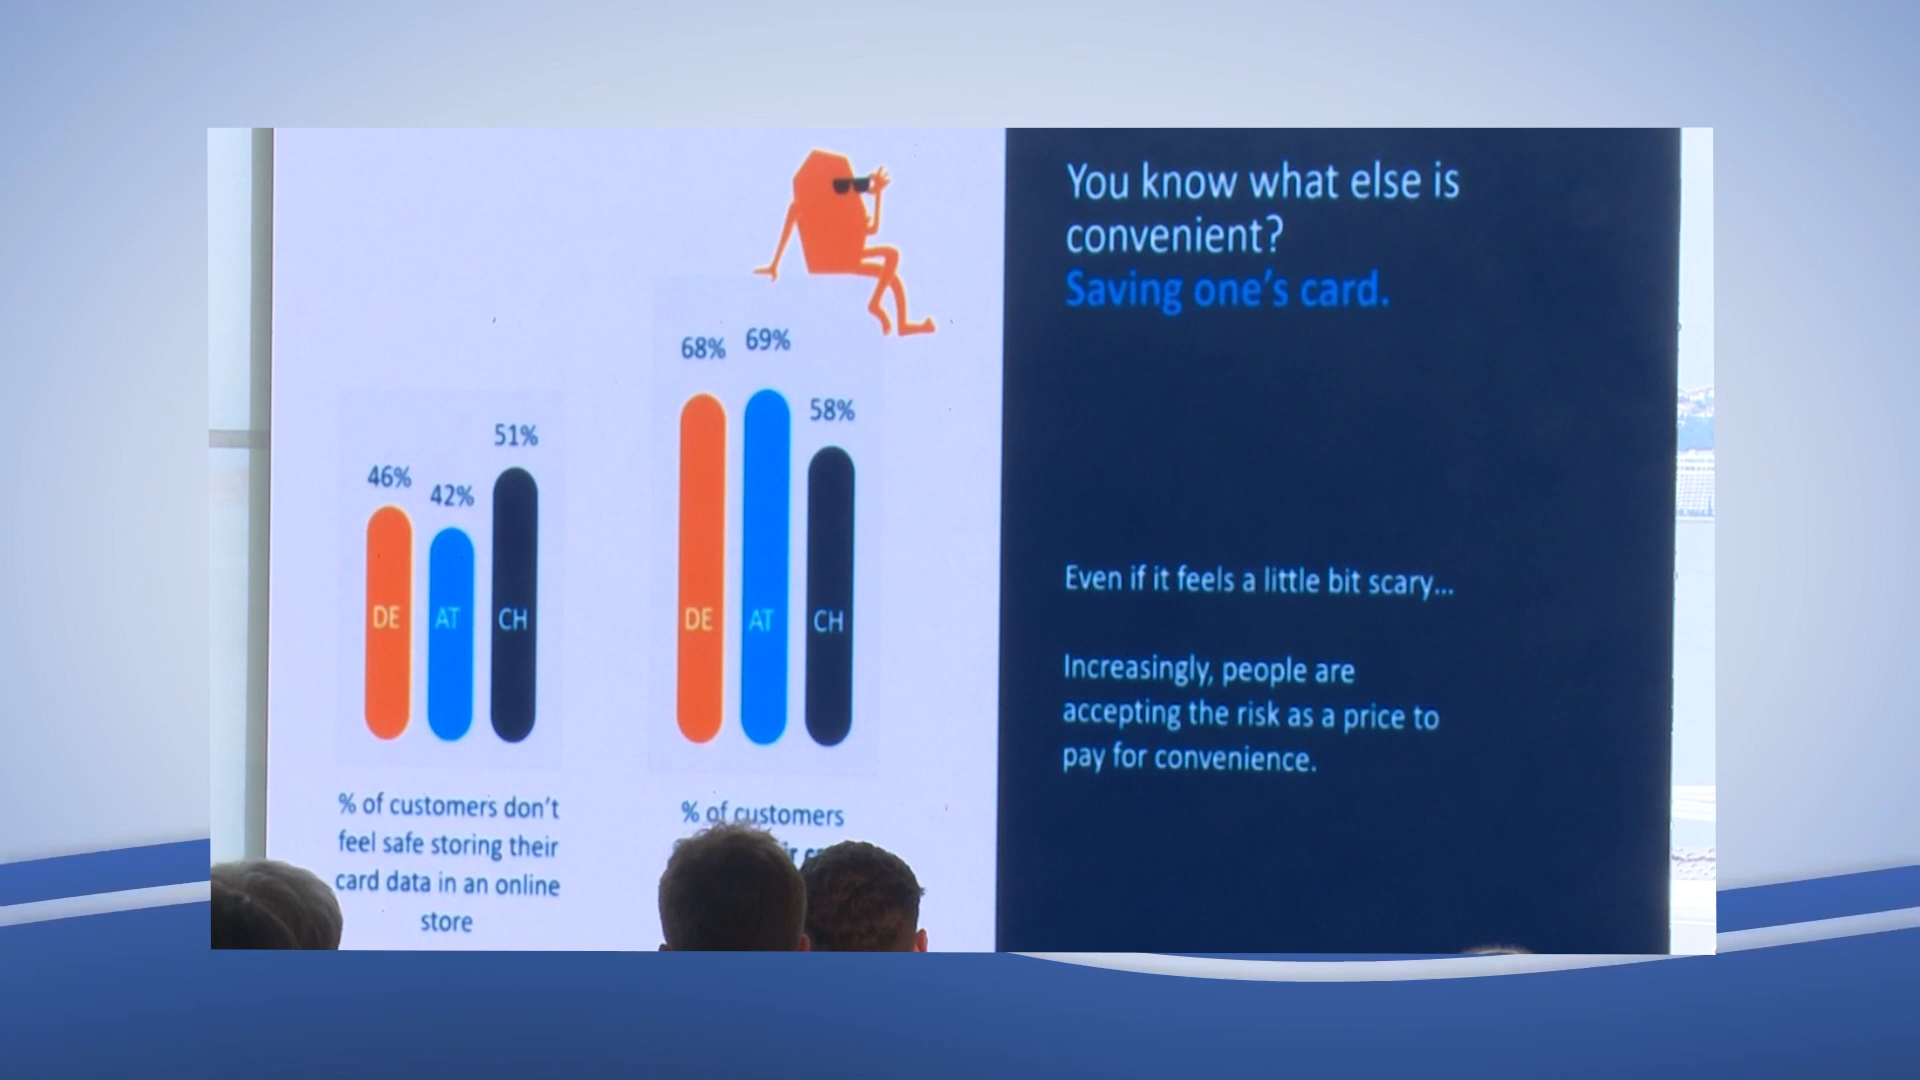 46%
42%
51%
DE
AT
CH
% of customers don't
feel safe storing their
card data in an online
store
68%
69%
58%
DE
AT
CH
% of customers
You know what else is
convenient?
Saving one's card.
Even if it feels a little bit scary...
Increasingly, people are
accepting the risk as a price to
pay for convenience.